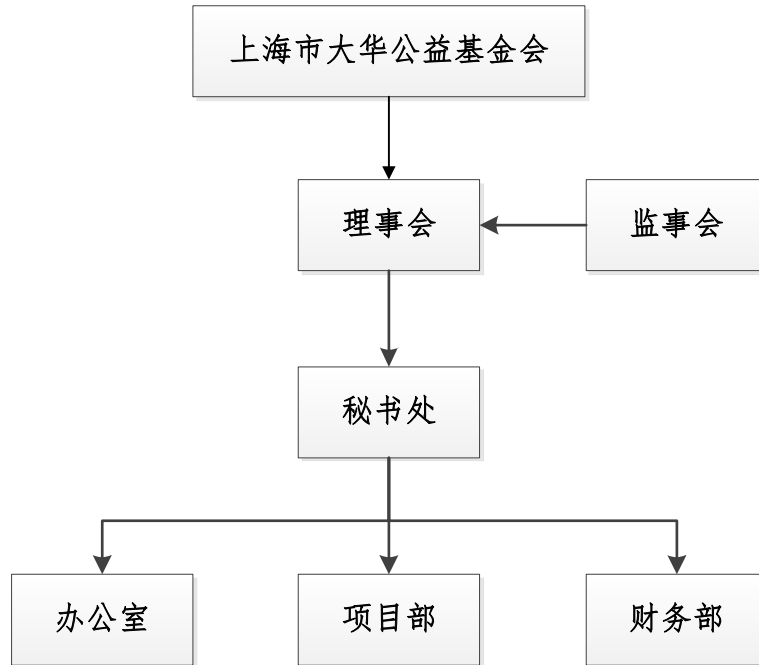 上海市大华公益基金会
理事会
监事会
秘书处
办公室
项目部
财务部